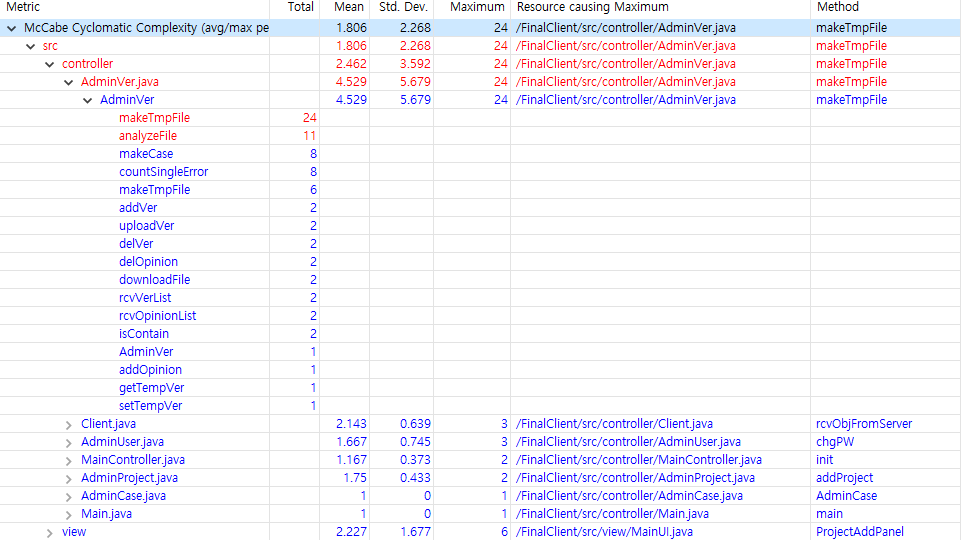 Metric Total Mean Std. Dev. Maximum Resource causing Maximum Method
McCabe Cyclomatic Complexity (avg/max pe 1.806 2.268 24 /FinalClient/src/controller/AdminVer.java makeTmpFile
src 1.806 2.268 24 /FinalClient/src/controller/AdminVer.java makeTmpFile
controller 2.462 3.592 24 /FinalClient/src/controller/AdminVer.java makeTmpFile
AdminVer.java 4.529 5.679 24 /FinalClient/src/controller/AdminVer.java makeTmpFile
AdminVer 4.529 5.679 24 /FinalClient/src/controller/AdminVer.java makeTmpFile
makeTmpFile 24
analyzeFile 11
makeCase 8
countSingleError 8
makeTmpFile 6
addVer 2
uploadVer 2
delVer 2
delOpinion 2
downloadFile 2
rcvVerList 2
rcvOpinionList 2
isContain 2
AdminVer 1
addOpinion 1
getTempVer 1
setTempVer 1
Client.java 2.143 0.639 3 /FinalClient/src/controller/Client.java rcvObjFromServer
AdminUser.java 1.667 0.745 3 /FinalClient/src/controller/AdminUser.java chgPW
MainController.java 1.167 0.373 2 /FinalClient/src/controller/MainController.java init
AdminProject.java 1.75 0.433 2 /FinalClient/src/controller/AdminProject.java addProject
AdminCase.java 1 0 1 /FinalClient/src/controller/AdminCase.java AdminCase
Main.java 1 0 1 /FinalClient/src/controller/Main.java main
view 2.227 1.677 6 /FinalClient/src/view/MainUI.java ProjectAddPanel